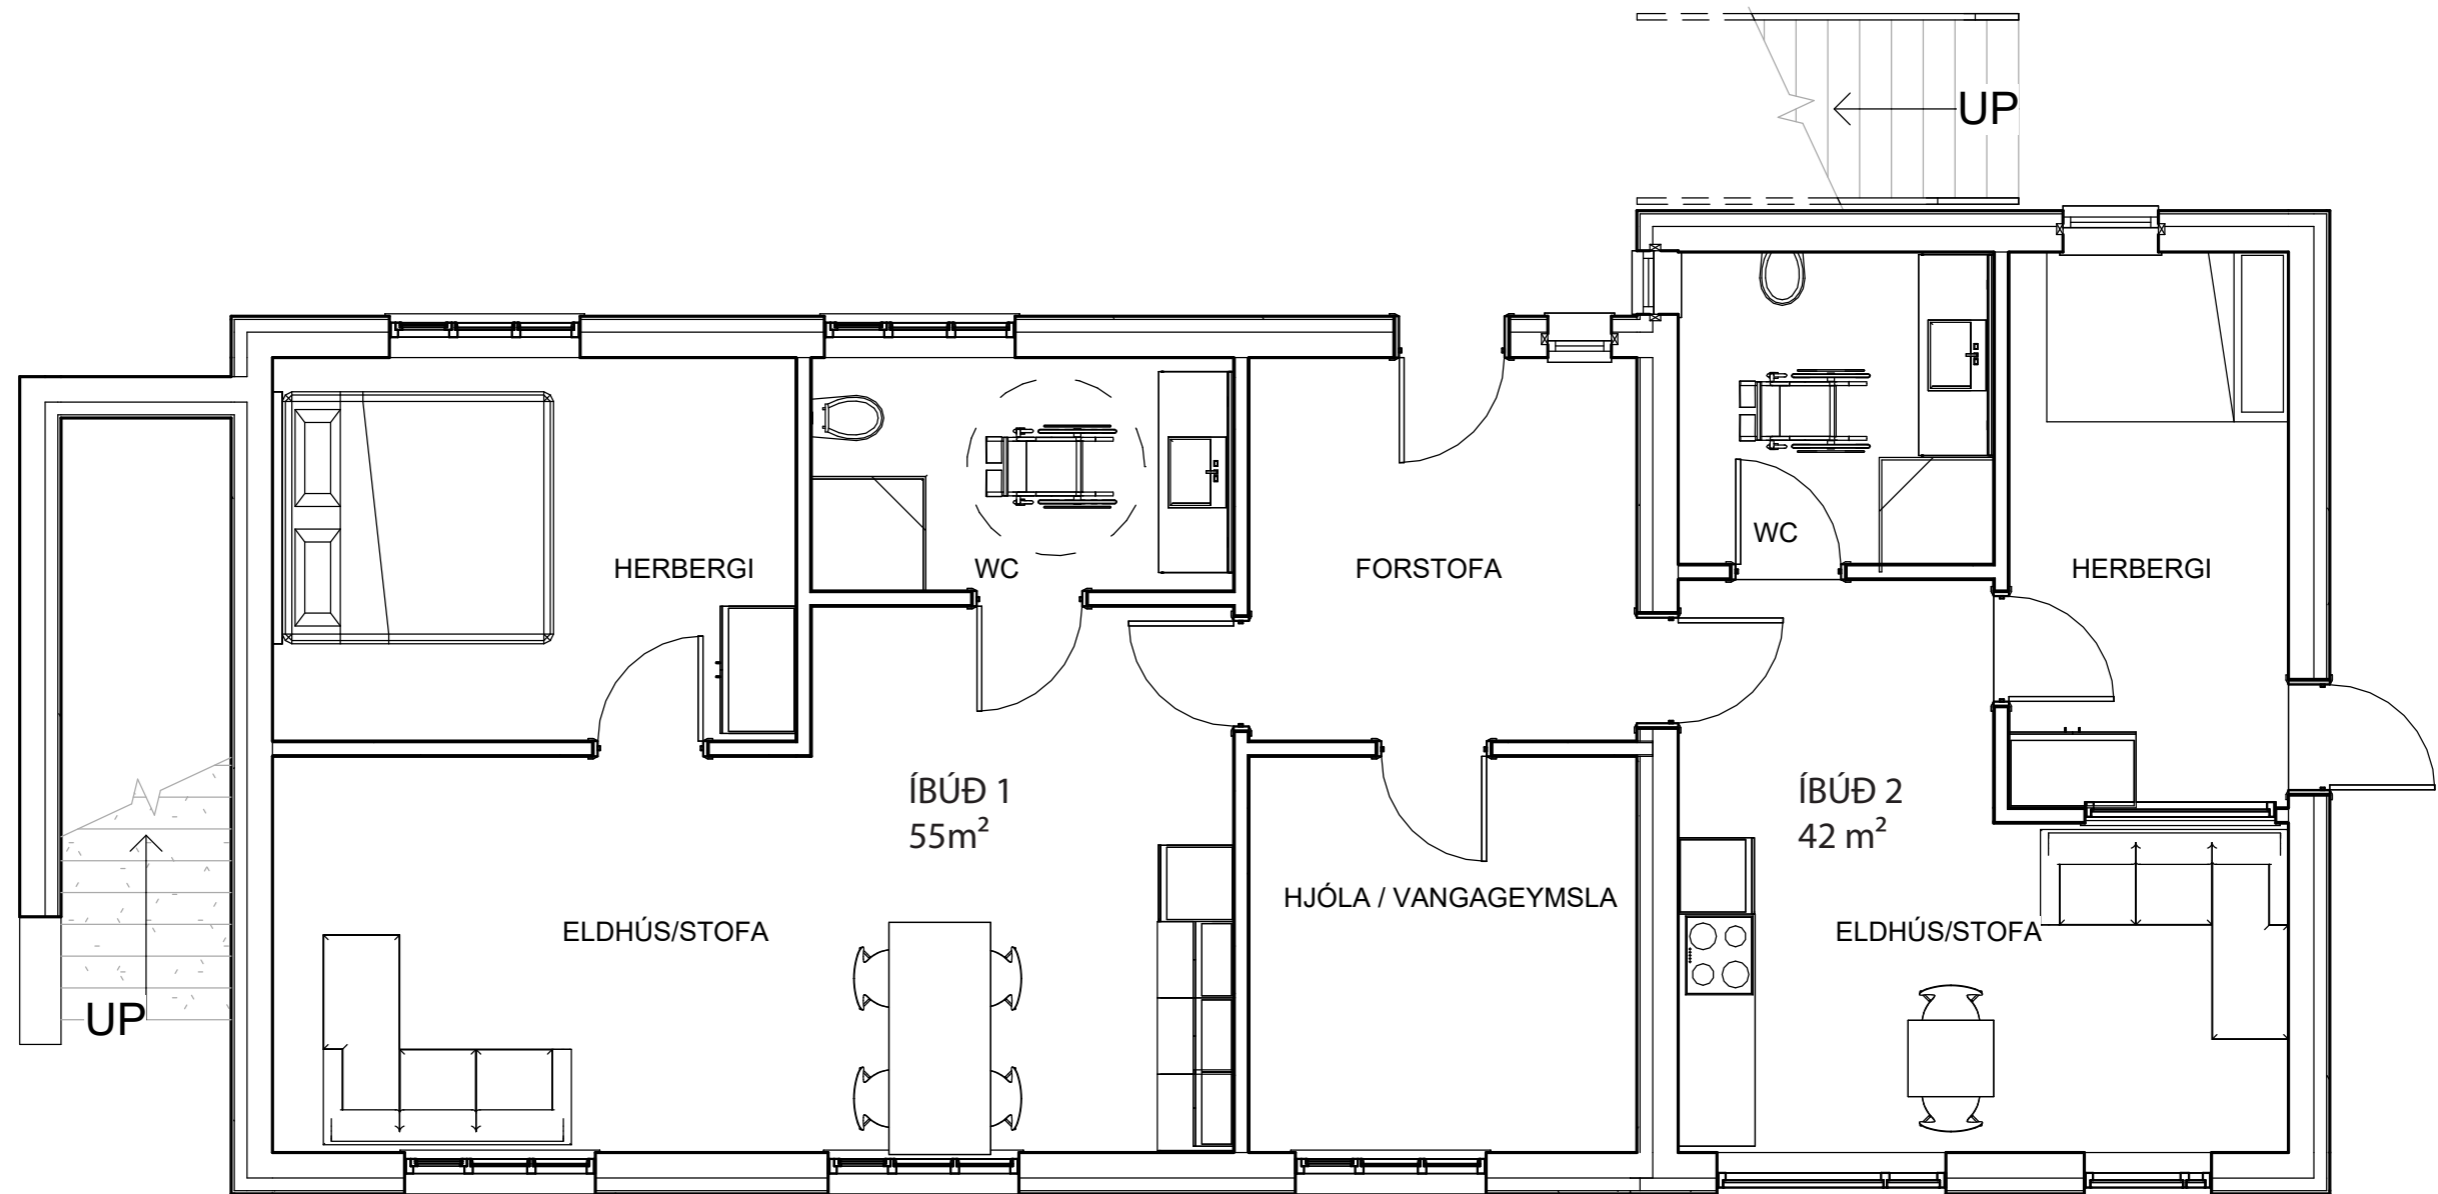 UP
HERBERGI
WC
FORSTOFA
WC
HERBERGI
ÍBÚÐ 1
55m²
ÍBÚÐ 2
42 m²
HJÓLA / VANGAGEYMSLA
ELDHÚS/STOFA
ELDHÚS/STOFA
UP